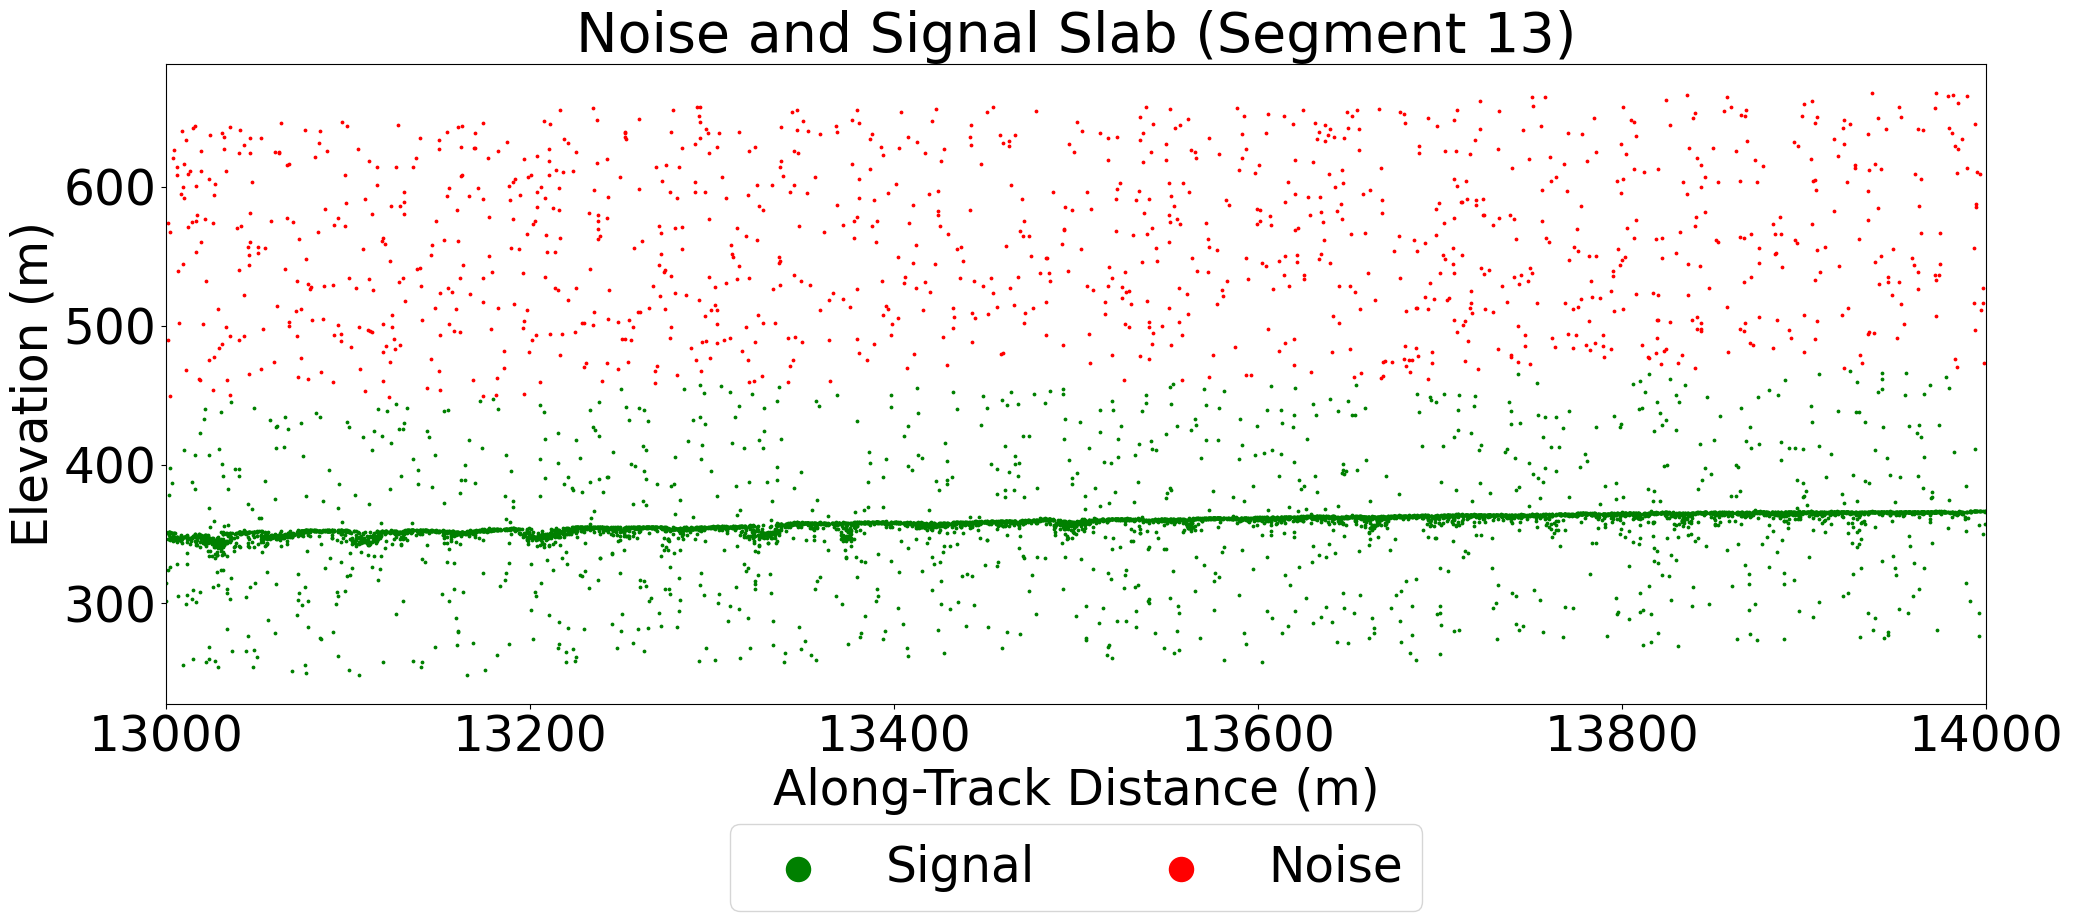 Noise and Signal Slab (Segment 13)
Elevation (m)
600
500
400
300
13000 13200 13400 13600 13800 14000
Along-Track Distance (m)
Signal Noise